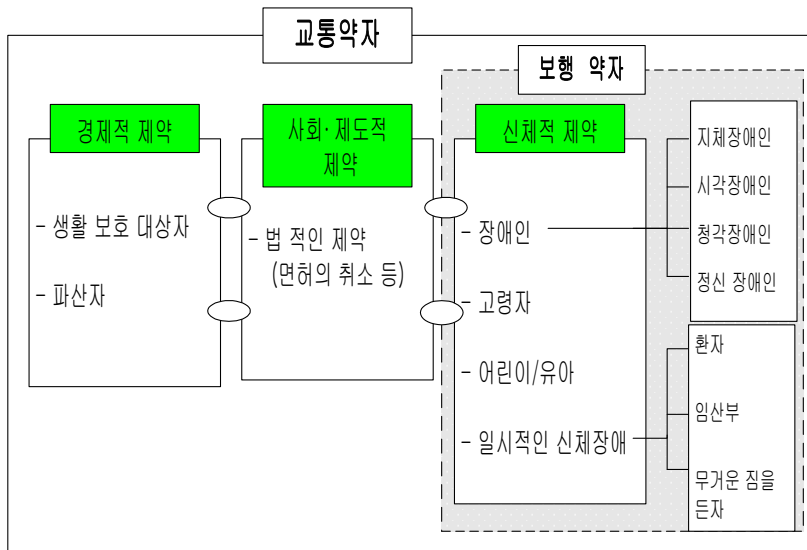 교통약자
보행 약자
경제적 제약
- 생활 보호 대상자
- 파산자
사회·제도적
제약
- 법 적인 제약
(면허의 취소 등)
신체적 제약
- 장애인
- 고령자
- 어린이/유아
- 일시적인 신체장애
지체장애인
시각장애인
청각장애인
정신 장애인
환자
임산부
무거운 짐을
든자